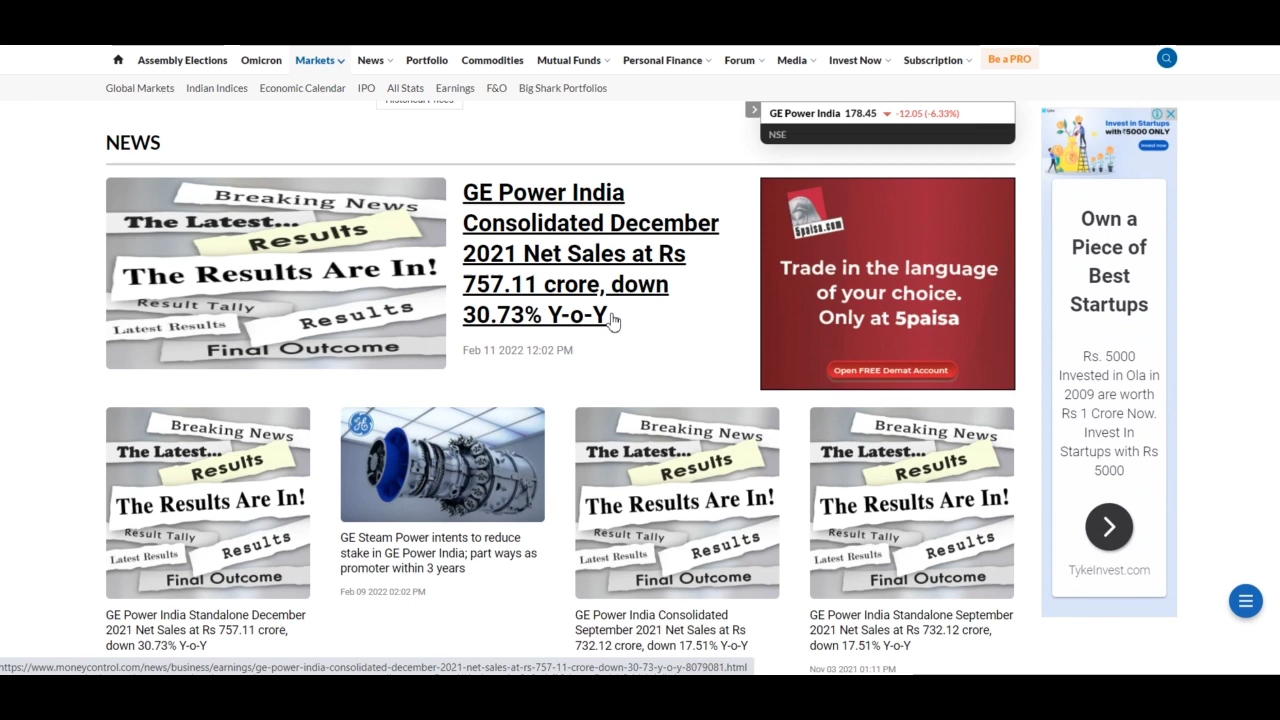 Assembly Elections Omicron Markets News Portfolio Commodities Mutual Funds Personal Finance Forum Media Invest Now Subscription Be a PRO
Global Markets Indian Indices Economic Calendar IPO All Stats Earnings F&O Big Shark Portfolios
Historical Prices
GE Power India 178.45 -12.05 (-6.33%)
NSE
NEWS
Breaking News
The Latest...
Results
The Results Are In!
Result Tally
Results
Latest Results
Final Outcome
GE Power India
Consolidated December
2021 Net Sales at Rs
757.11 crore, down
30.73% Y-o-Y
Feb 11 2022 12:02 PM
5paisa.com
Trade in the language
of your choice.
Only at 5paisa
Open FREE Demat Account
Invest in Startups
with ₹5000 ONLY
Invest now
Own a
Piece of
Best
Startups
Rs. 5000
Invested in Ola in
2009 are worth
Rs 1 Crore Now.
Invest In
Startups with Rs
5000
TykeInvest.com
Breaking News
The Latest...
Results
The Results Are In!
Result Tally
Results
Latest Results
Final Outcome
GE Power India Standalone December
2021 Net Sales at Rs 757.11 crore,
down 30.73% Y-o-Y
GE Steam Power intents to reduce
stake in GE Power India; part ways as
promoter within 3 years
Feb 09 2022 02:02 PM
Breaking News
The Latest...
Results
The Results Are In!
Result Tally
Results
Latest Results
Final Outcome
GE Power India Consolidated
September 2021 Net Sales at Rs
732.12 crore, down 17.51% Y-o-Y
Breaking News
The Latest...
Results
The Results Are In!
Result Tally
Results
Latest Results
Final Outcome
GE Power India Standalone September
2021 Net Sales at Rs 732.12 crore,
down 17.51% Y-o-Y
Nov 03 2021 01:11 PM
https://www.moneycontrol.com/news/business/earnings/ge-power-india-consolidated-december-2021-net-sales-at-rs-757-11-crore-down-30-73-y-o-y-8079081.html